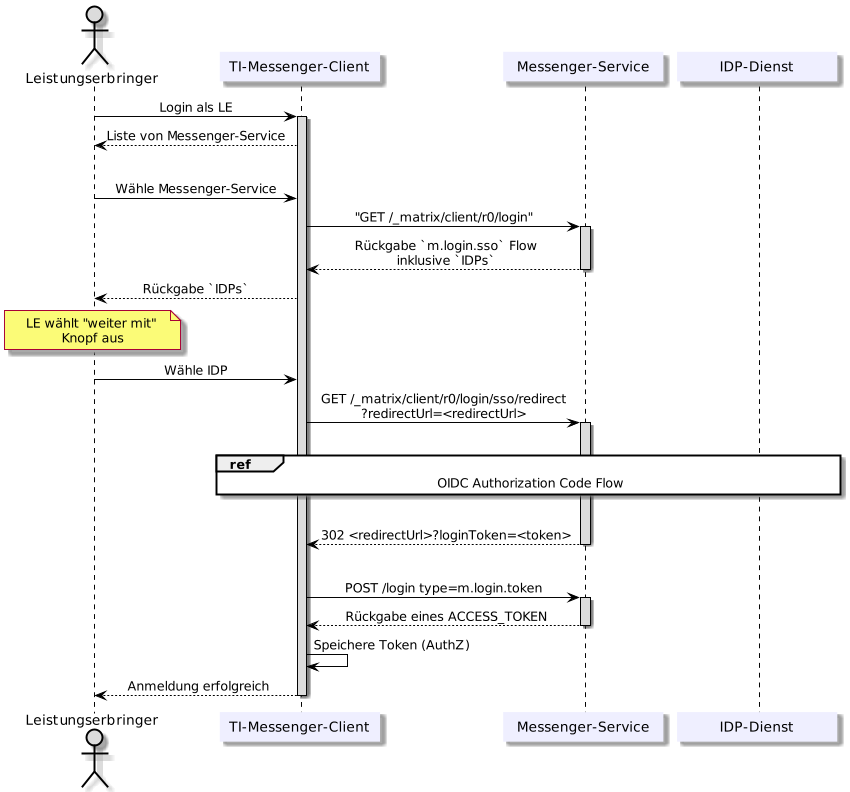 Leistungserbringer
TI-Messenger-Client
Messenger-Service
IDP-Dienst
Login als LE
Liste von Messenger-Service
Wähle Messenger-Service
"GET /_matrix/client/r0/login"
Rückgabe `m.login.sso` Flow
inklusive `IDPs`
Rückgabe `IDPs`
LE wählt "weiter mit"
Knopf aus
Wähle IDP
GET /_matrix/client/r0/login/sso/redirect
?redirectUrl=<redirectUrl>
ref
OIDC Authorization Code Flow
302 <redirectUrl>?loginToken=<token>
POST /login type=m.login.token
Rückgabe eines ACCESS_TOKEN
Speichere Token (AuthZ)
Anmeldung erfolgreich
Leistungserbringer
TI-Messenger-Client
Messenger-Service
IDP-Dienst